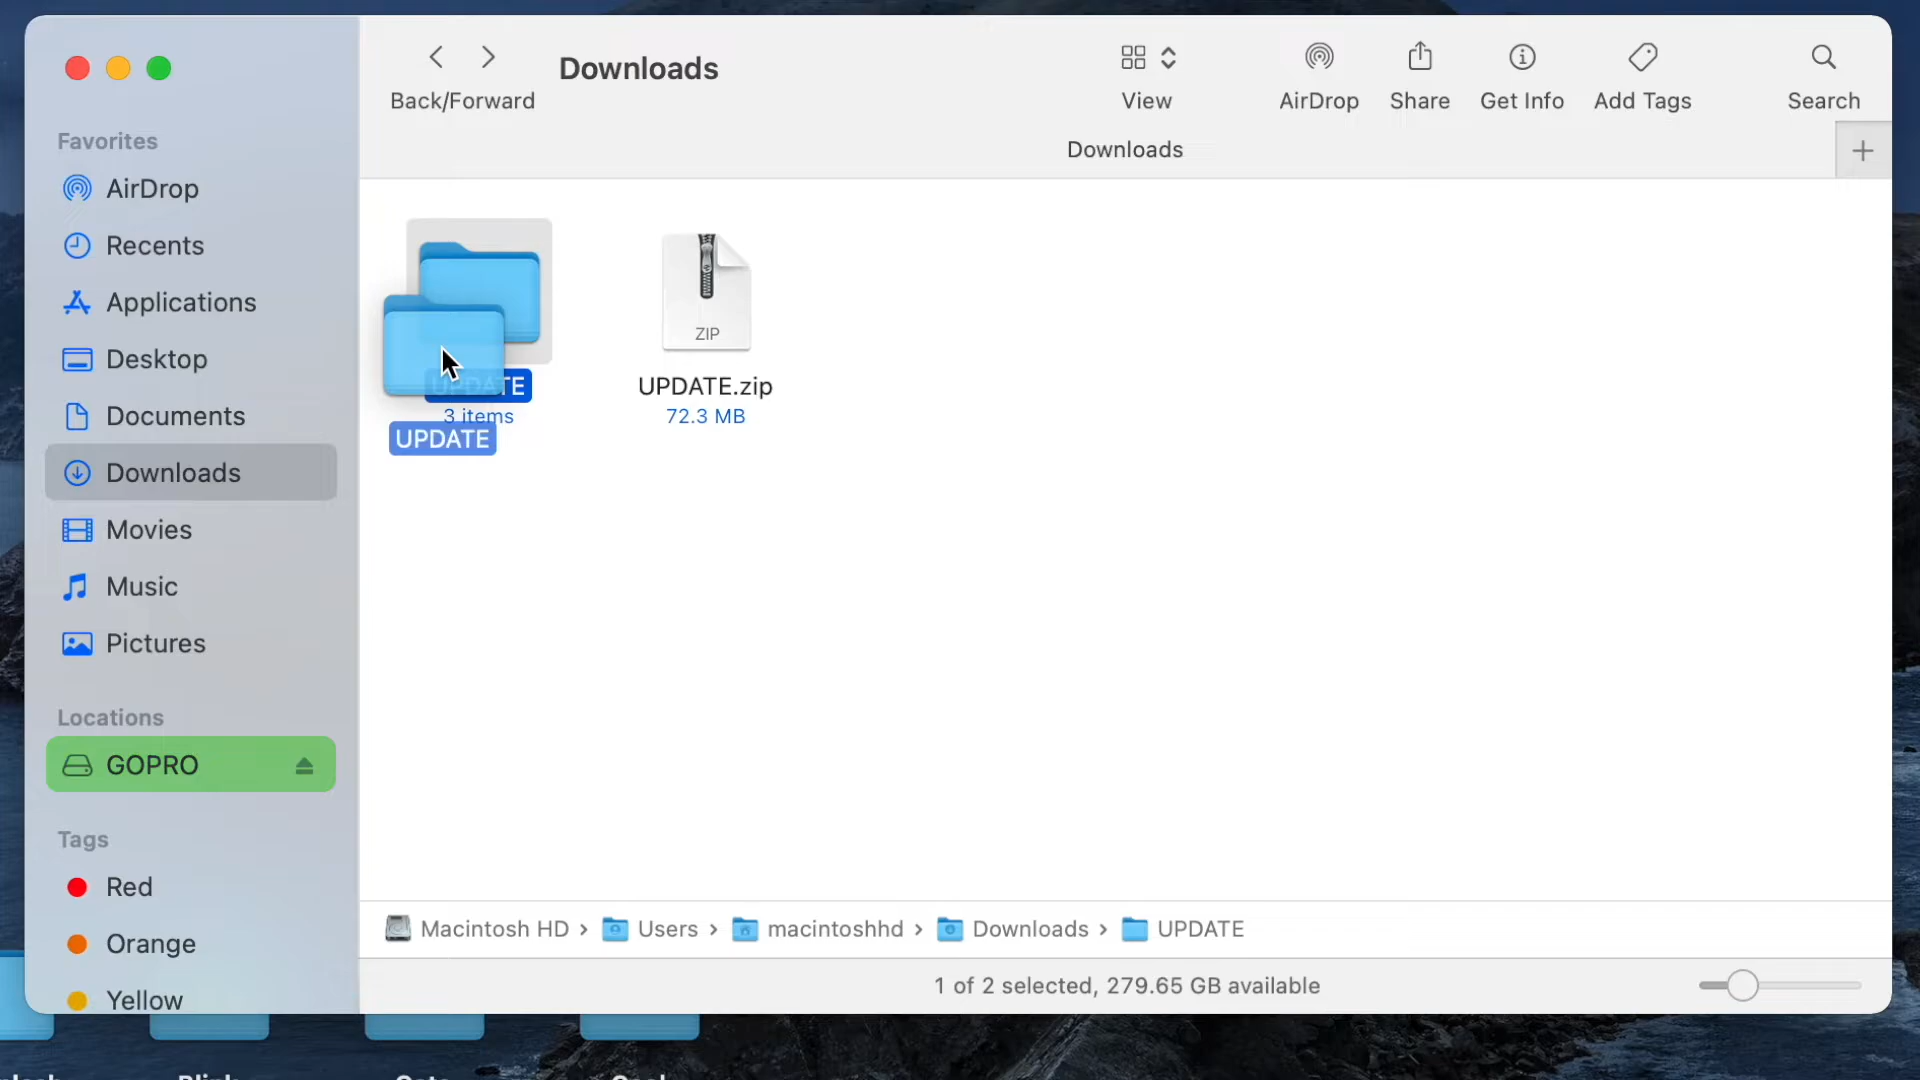 Back/Forward
Downloads
View
AirDrop
Share
Get Info
Add Tags
Search
Downloads
Favorites
AirDrop
Recents
Applications
Desktop
Documents
Downloads
Movies
Music
Pictures
Locations
GOPRO
Tags
Red
Orange
Yellow
UPDATE
3 items
UPDATE
ZIP
UPDATE.zip
72.3 MB
Macintosh HD › Users › macintoshhd › Downloads › UPDATE
1 of 2 selected, 279.65 GB available